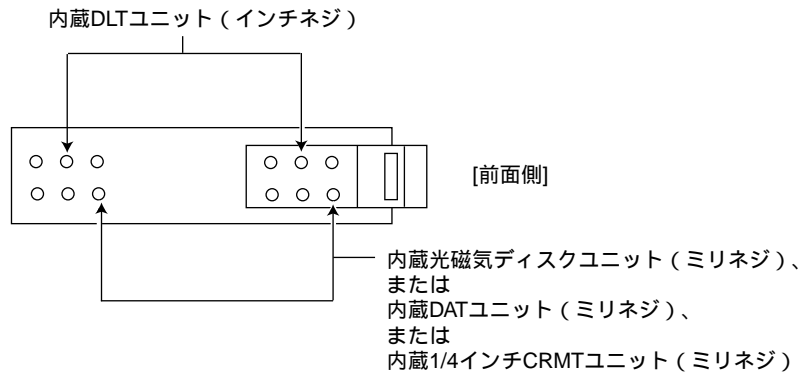 内蔵DLTユニット（インチネジ）
[前面側]
内蔵光磁気ディスクユニット（ミリネジ）、
または
内蔵DATユニット（ミリネジ）、
または
内蔵1/4インチCRMTユニット（ミリネジ）